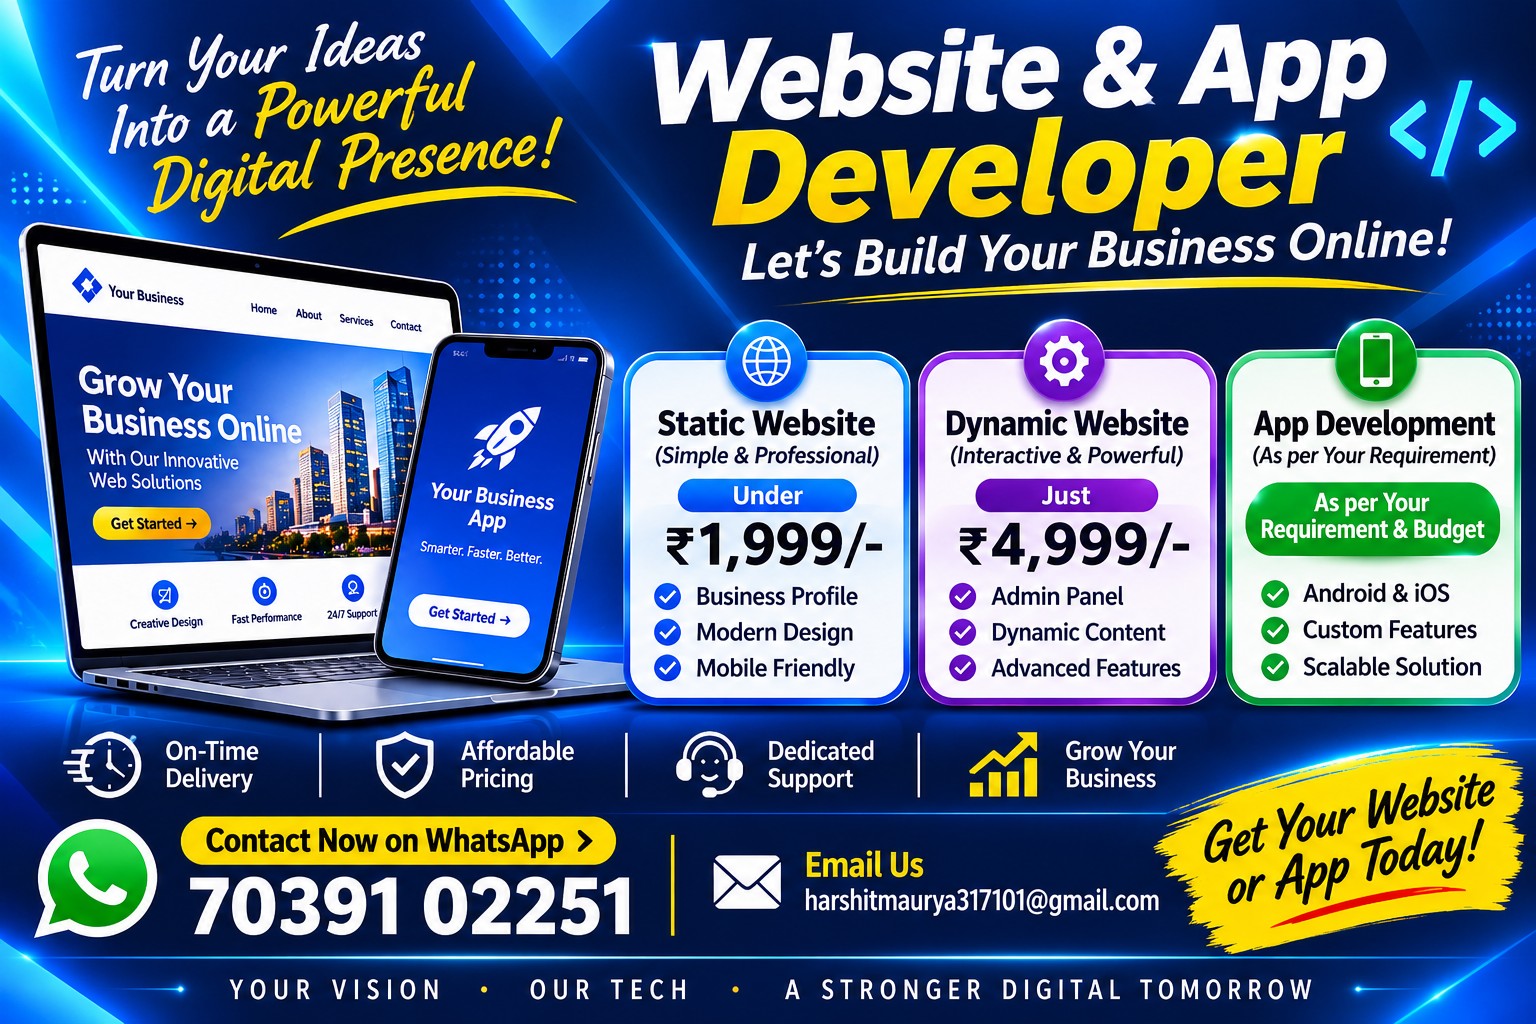 Turn Your Ideas
Into a Powerful
Digital Presence!
Website & App
Developer
</>
Let's Build Your Business Online!
Your Business
Home About Services Contact
Grow Your
Business Online
With Our Innovative
Web Solutions
Get Started →
Creative Design
Fast Performance
24/7 Support
Your Business
App
Smarter. Faster. Better.
Get Started →
Static Website
(Simple & Professional)
Under
₹1,999/-
Business Profile
Modern Design
Mobile Friendly
Dynamic Website
(Interactive & Powerful)
Just
₹4,999/-
Admin Panel
Dynamic Content
Advanced Features
App Development
(As per Your Requirement)
As per Your
Requirement & Budget
Android & iOS
Custom Features
Scalable Solution
On-Time
Delivery
Affordable
Pricing
Dedicated
Support
Grow Your
Business
Get Your Website
or App Today!
Contact Now on WhatsApp >
70391 02251
Email Us
harshitmaurya317101@gmail.com
YOUR VISION • OUR TECH • A STRONGER DIGITAL TOMORROW